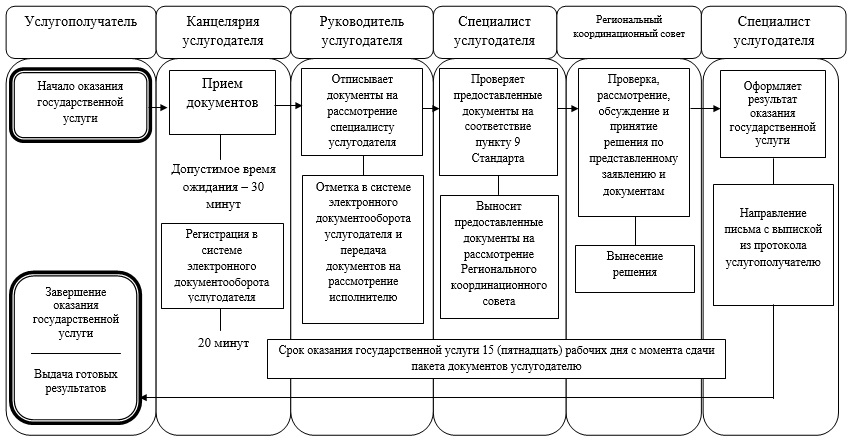 Услугополучатель
Канцелярия
услугодателя
Руководитель
услугодателя
Специалист
услугодателя
Региональный
координационный совет
Специалист
услугодателя
Начало оказания
государственной
услуги
Прием
документов
Допустимое время
ожидания – 30
минут
Регистрация в
системе
электронного
документооборота
услугодателя
20 минут
Отписывает
документы на
рассмотрение
специалисту
услугодателя
Отметка в системе
электронного
документооборота
услугодателя и
передача
документов на
рассмотрение
исполнителю
Проверяет
предоставленные
документы на
соответствие
пункту 9
Стандарта
Выносит
предоставленные
документы на
рассмотрение
Регионального
координационного
совета
Проверка,
рассмотрение,
обсуждение и
принятие
решения по
представленному
заявлению и
документам
Вынесение
решения
Оформляет
результат
оказания
государственной
услуги
Направление
письма с выпиской
из протокола
услугополучателю
Срок оказания государственной услуги 15 (пятнадцать) рабочих дня с момента сдачи
пакета документов услугодателю
Завершение
оказания
государственной
услуги
Выдача готовых
результатов